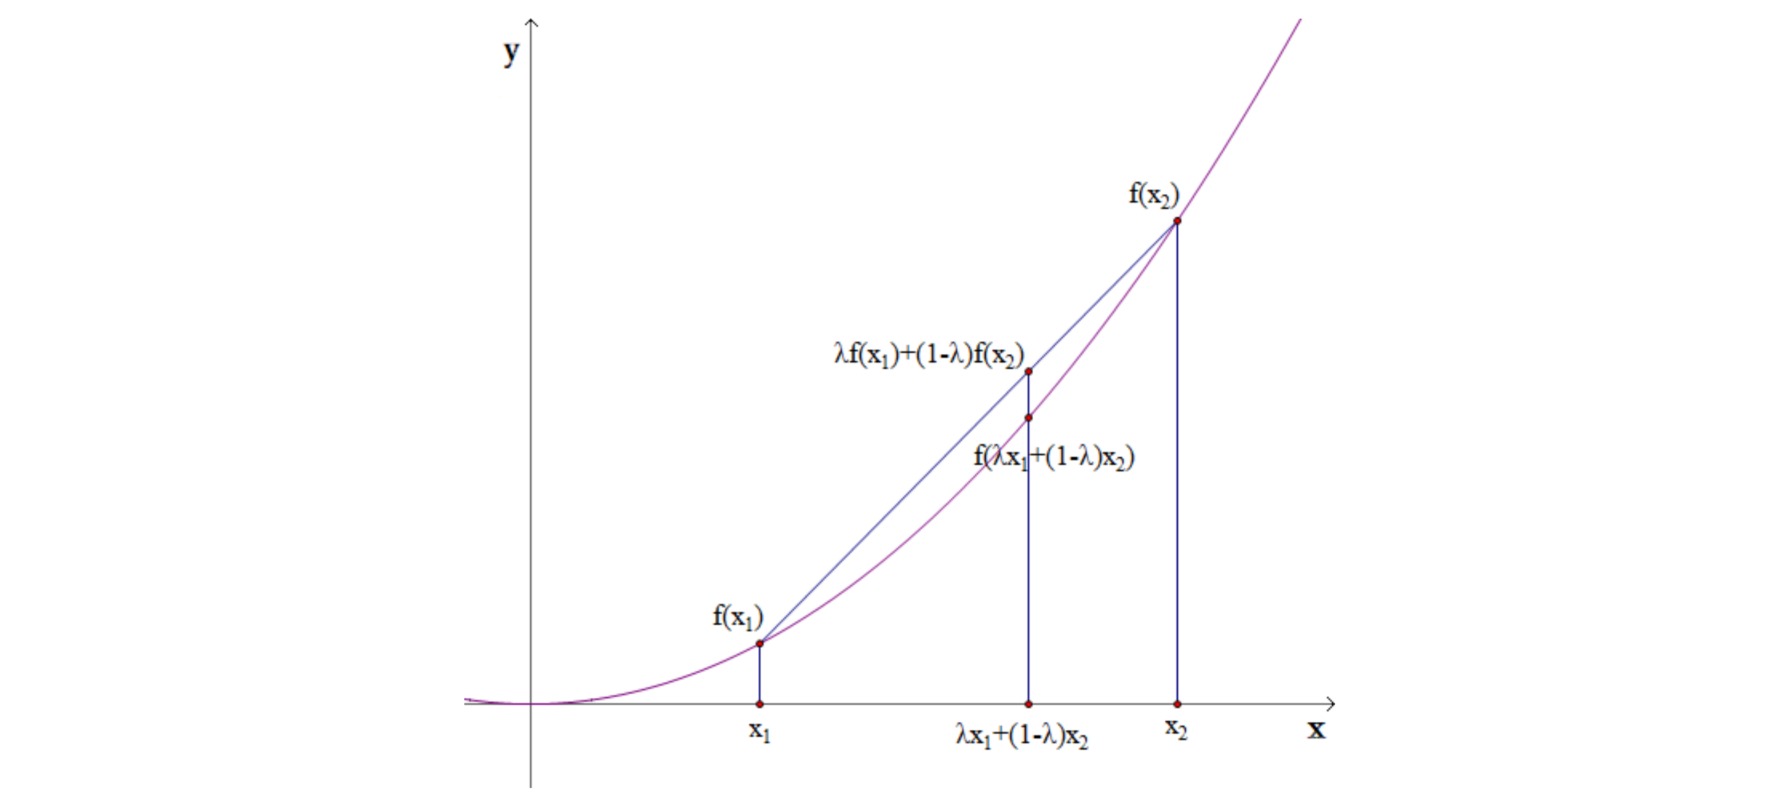 y
f(x₂)
λf(x₁)+(1-λ)f(x₂)
f(λx₁+(1-λ)x₂)
f(x₁)
x₁
λx₁+(1-λ)x₂
x₂
x